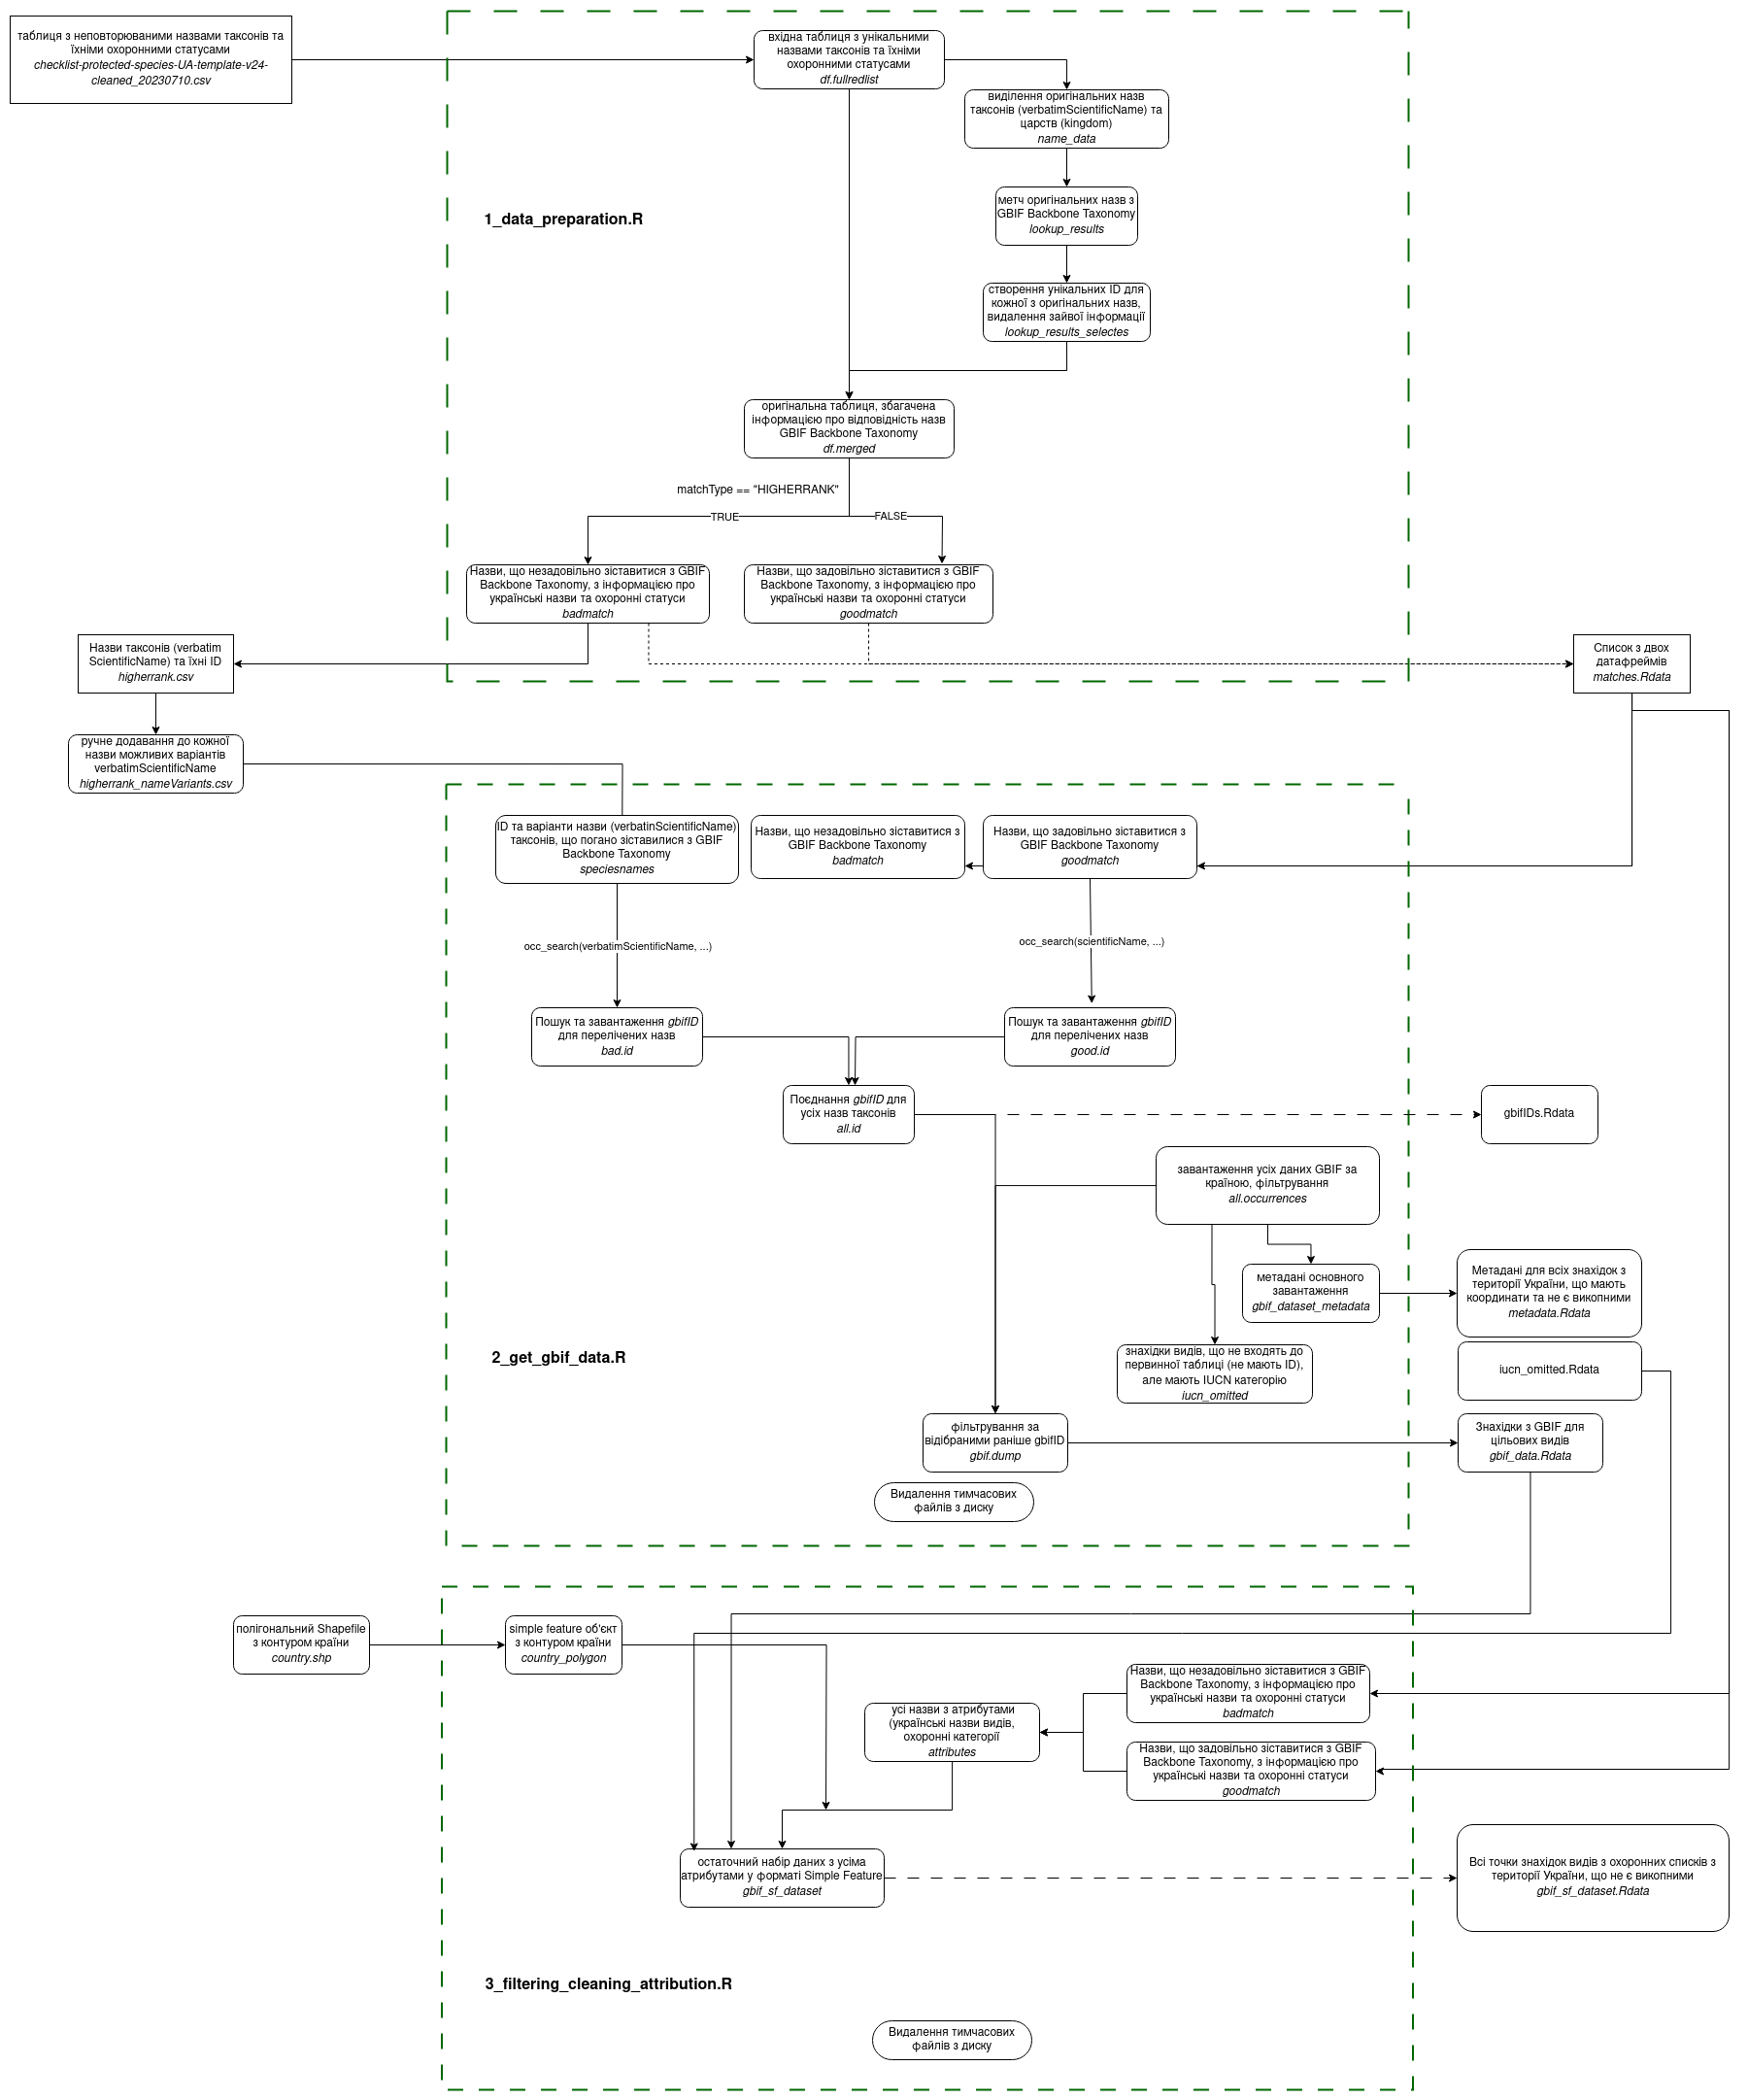 таблиця з неповторюваними назвами таксонів та
їхніми охоронними статусами
checklist-protected-species-UA-template-v24-
cleaned_20230710.csv
вхідна таблиця з унікальними
назвами таксонів та їхніми
охоронними статусами
df.fullredlist
виділення оригінальних назв
таксонів (verbatimScientificName) та
царств (kingdom)
name_data
1_data_preparation.R
метч оригінальних назв з
GBIF Backbone Taxonomy
lookup_results
створення унікальних ID для
кожної з оригінальних назв,
видалення зайвої інформації
lookup_results_selectes
оригінальна таблиця, збагачена
інформацією про відповідність назв
GBIF Backbone Taxonomy
df.merged
matchType == "HIGHERRANK"
TRUE
FALSE
Назви, що незадовільно зіставитися з GBIF
Backbone Taxonomy, з інформацією про
українські назви та охоронні статуси
badmatch
Назви, що задовільно зіставитися з GBIF
Backbone Taxonomy, з інформацією про
українські назви та охоронні статуси
goodmatch
Назви таксонів (verbatim
ScientificName) та їхні ID
higherrank.csv
Список з двох
датафреймів
matches.Rdata
ручне додавання до кожної
назви можливих варіантів
verbatimScientificName
higherrank_nameVariants.csv
ID та варіанти назви (verbatinScientificName)
таксонів, що погано зіставилися з GBIF
Backbone Taxonomy
speciesnames
Назви, що незадовільно зіставитися з
GBIF Backbone Taxonomy
badmatch
Назви, що задовільно зіставитися з
GBIF Backbone Taxonomy
goodmatch
occ_search(verbatimScientificName, ...)
occ_search(scientificName, ...)
Пошук та завантаження gbifID
для перелічених назв
bad.id
Пошук та завантаження gbifID
для перелічених назв
good.id
Поєднання gbifID для
усіх назв таксонів
all.id
gbifIDs.Rdata
завантаження усіх даних GBIF за
країною, фільтрування
all.occurrences
метадані основного
завантаження
gbif_dataset_metadata
Метадані для всіх знахідок з
території України, що мають
координати та не є викопними
metadata.Rdata
2_get_gbif_data.R
знахідки видів, що не входять до
первинної таблиці (не мають ID),
але мають IUCN категорію
iucn_omitted
iucn_omitted.Rdata
фільтрування за
відібраними раніше gbifID
gbif.dump
Знахідки з GBIF для
цільових видів
gbif_data.Rdata
Видалення тимчасових
файлів з диску
полігональний Shapefile
з контуром країни
country.shp
simple feature об'єкт
з контуром країни
country_polygon
Назви, що незадовільно зіставитися з GBIF
Backbone Taxonomy, з інформацією про
українські назви та охоронні статуси
badmatch
усі назви з атрибутами
(українські назви видів,
охоронні категорії
attributes
Назви, що задовільно зіставитися з GBIF
Backbone Taxonomy, з інформацією про
українські назви та охоронні статуси
goodmatch
остаточний набір даних з усіма
атрибутами у форматі Simple Feature
gbif_sf_dataset
Всі точки знахідок видів з охоронних списків з
території України, що не є викопними
gbif_sf_dataset.Rdata
3_filtering_cleaning_attribution.R
Видалення тимчасових
файлів з диску